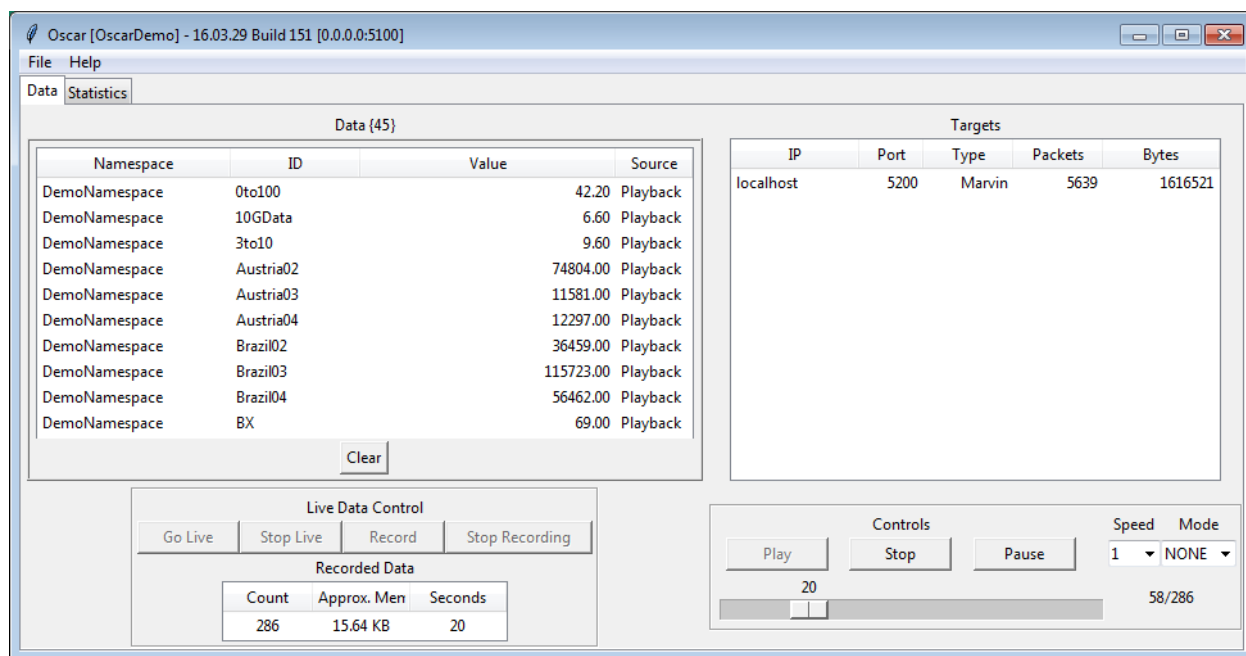 Oscar [OscarDemo] - 16.03.29 Build 151 [0.0.0.0:5100]
File Help
Data Statistics
Data {45}
Namespace ID Value Source
DemoNamespace 0to100 42.20 Playback
DemoNamespace 10GData 6.60 Playback
DemoNamespace 3to10 9.60 Playback
DemoNamespace Austria02 74804.00 Playback
DemoNamespace Austria03 11581.00 Playback
DemoNamespace Austria04 12297.00 Playback
DemoNamespace Brazil02 36459.00 Playback
DemoNamespace Brazil03 115723.00 Playback
DemoNamespace Brazil04 56462.00 Playback
DemoNamespace BX 69.00 Playback
Clear
Targets
IP Port Type Packets Bytes
localhost 5200 Marvin 5639 1616521
Live Data Control
Go Live Stop Live Record Stop Recording
Recorded Data
Count Approx. Men Seconds
286 15.64 KB 20
Controls Speed Mode
Play Stop Pause 1 NONE
20
58/286